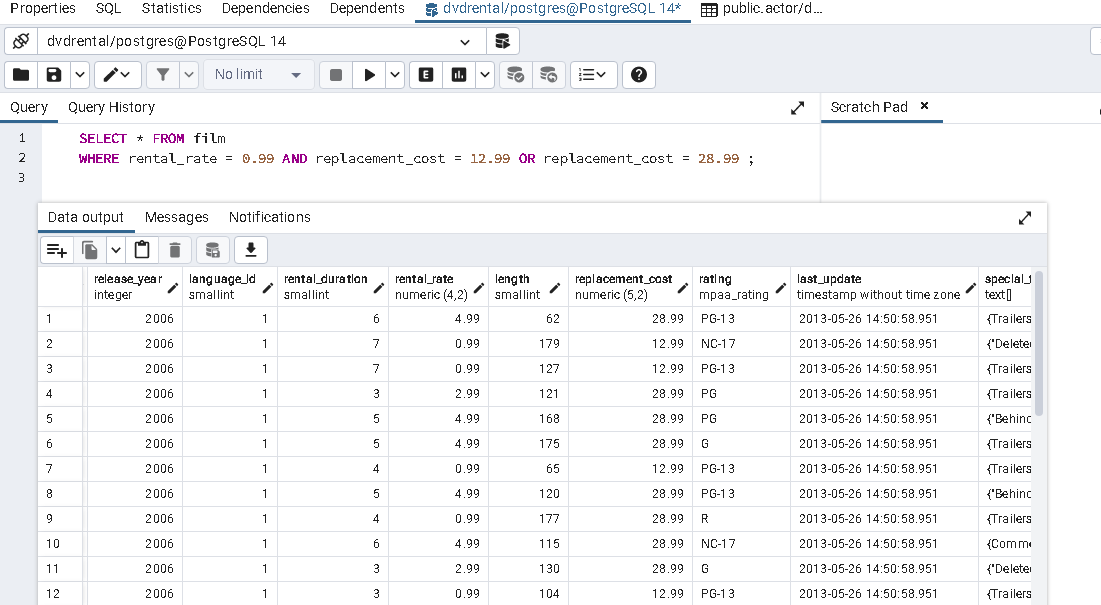 Properties SQL Statistics Dependencies Dependents dvdrental/postgres@PostgreSQL 14* public.actor/d...
dvdrental/postgres@PostgreSQL 14
No limit E
Query Query History Scratch Pad
1 SELECT * FROM film
2 WHERE rental_rate = 0.99 AND replacement_cost = 12.99 OR replacement_cost = 28.99 ;
3
Data output Messages Notifications
release_year language_id rental_duration rental_rate length replacement_cost rating last_update special_f
integer smallint smallint numeric (4,2) smallint numeric (5,2) mpaa_rating timestamp without time zone text[]
1 2006 1 6 4.99 62 28.99 PG-13 2013-05-26 14:50:58.951 {Trailers
2 2006 1 7 0.99 179 12.99 NC-17 2013-05-26 14:50:58.951 {"Delete
3 2006 1 7 0.99 127 12.99 PG-13 2013-05-26 14:50:58.951 {Trailers
4 2006 1 3 2.99 121 28.99 PG 2013-05-26 14:50:58.951 {Trailers
5 2006 1 5 4.99 168 28.99 PG 2013-05-26 14:50:58.951 {"Behind
6 2006 1 5 4.99 175 28.99 G 2013-05-26 14:50:58.951 {Trailers
7 2006 1 4 0.99 65 12.99 PG-13 2013-05-26 14:50:58.951 {Trailers
8 2006 1 5 4.99 120 28.99 PG-13 2013-05-26 14:50:58.951 {"Behind
9 2006 1 4 0.99 177 28.99 R 2013-05-26 14:50:58.951 {Trailers
10 2006 1 6 4.99 115 28.99 NC-17 2013-05-26 14:50:58.951 {Comme
11 2006 1 3 2.99 130 28.99 G 2013-05-26 14:50:58.951 {"Delete
12 2006 1 3 0.99 104 12.99 PG-13 2013-05-26 14:50:58.951 {Trailers